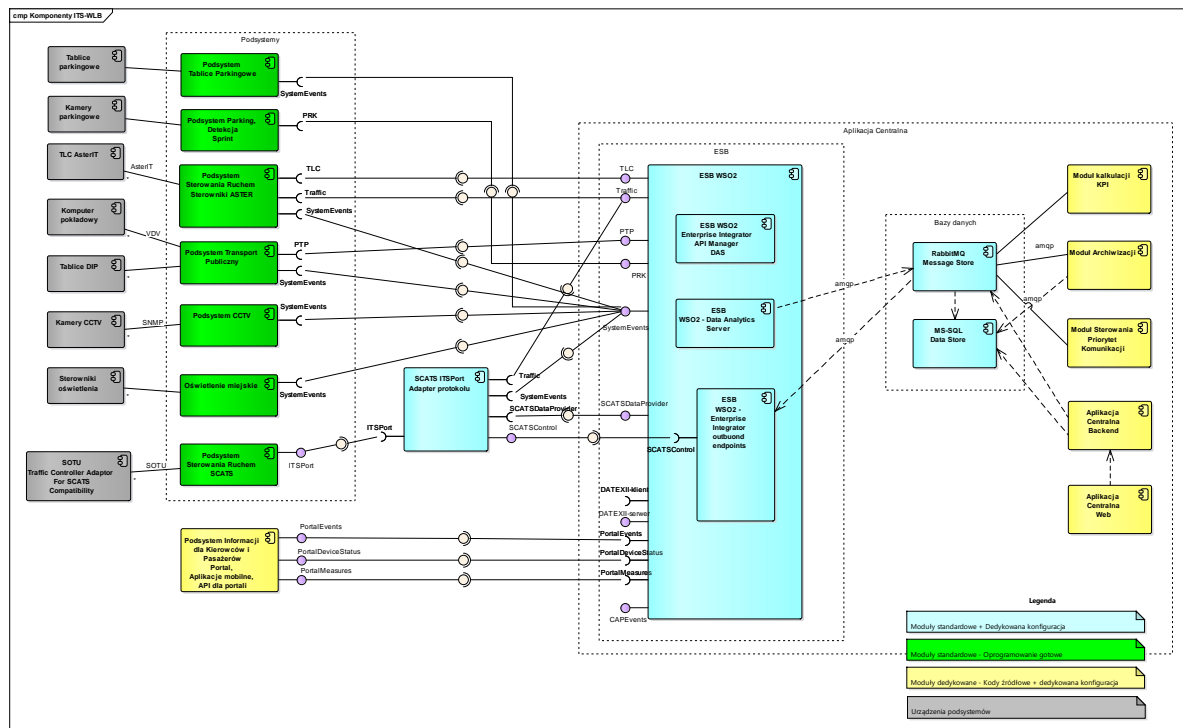 cmp Komponenty ITS-WLB
Tablice
parkingowe
Kamery
parkingowe
TLC AsterIT
Komputer
pokładowy
Tablice DIP
Kamery CCTV
Sterowniki
oświetlenia
SOTU
Traffic Controller Adaptor
For SCATS
Compatibility
AsterIT
VDV
SNMP
SOTU
Podsystemy
Podsystem
Tablice Parkingowe
SystemEvents
Podsystem Parking,
Detekcja
Sprint
PRK
Podsystem
Sterowania Ruchem
Sterowniki ASTER
TLC
Traffic
SystemEvents
Podsystem Transport
Publiczny
PTP
SystemEvents
Podsystem CCTV
SystemEvents
Oświetlenie miejskie
SystemEvents
Podsystem
Sterowania Ruchem
SCATS
ITSPort
ITSPort
SCATS ITSPort
Adapter protokołu
Traffic
SystemEvents
SCATSDataProvider
SCATSControl
Podsystem Informacji
dla Kierowców i
Pasażerów
Portal,
Aplikacje mobilne,
API dla portali
PortalEvents
PortalDeviceStatus
PortalMeasures
Aplikacja Centralna
ESB
TLC
Traffic
PTP
PRK
SystemEvents
SCATSDataProvider
SCATSControl
DATEXII-klient
DATEXII-serwer
PortalEvents
PortalDeviceStatus
PortalMeasures
CAPEvents
ESB WSO2
ESB WSO2
Enterprise Integrator
API Manager
DAS
ESB
WSO2 - Data Analytics
Server
ESB
WSO2 -
Enterprise
Integrator
outbuond
endpoints
amqp
amqp
Bazy danych
RabbitMQ
Message Store
MS-SQL
Data Store
amqp
amqp
Moduł kalkulacji
KPI
Moduł Archiwizacji
Moduł Sterowania
Priorytet
Komunikacji
Aplikacja
Centralna
Backend
Aplikacja
Centralna
Web
Legenda
Moduły standardowe + Dedykowana konfiguracja
Moduły standardowe - Oprogramowanie gotowe
Moduły dedykowane - Kody źródłowe + dedykowana konfiguracja
Urządzenia podsystemów